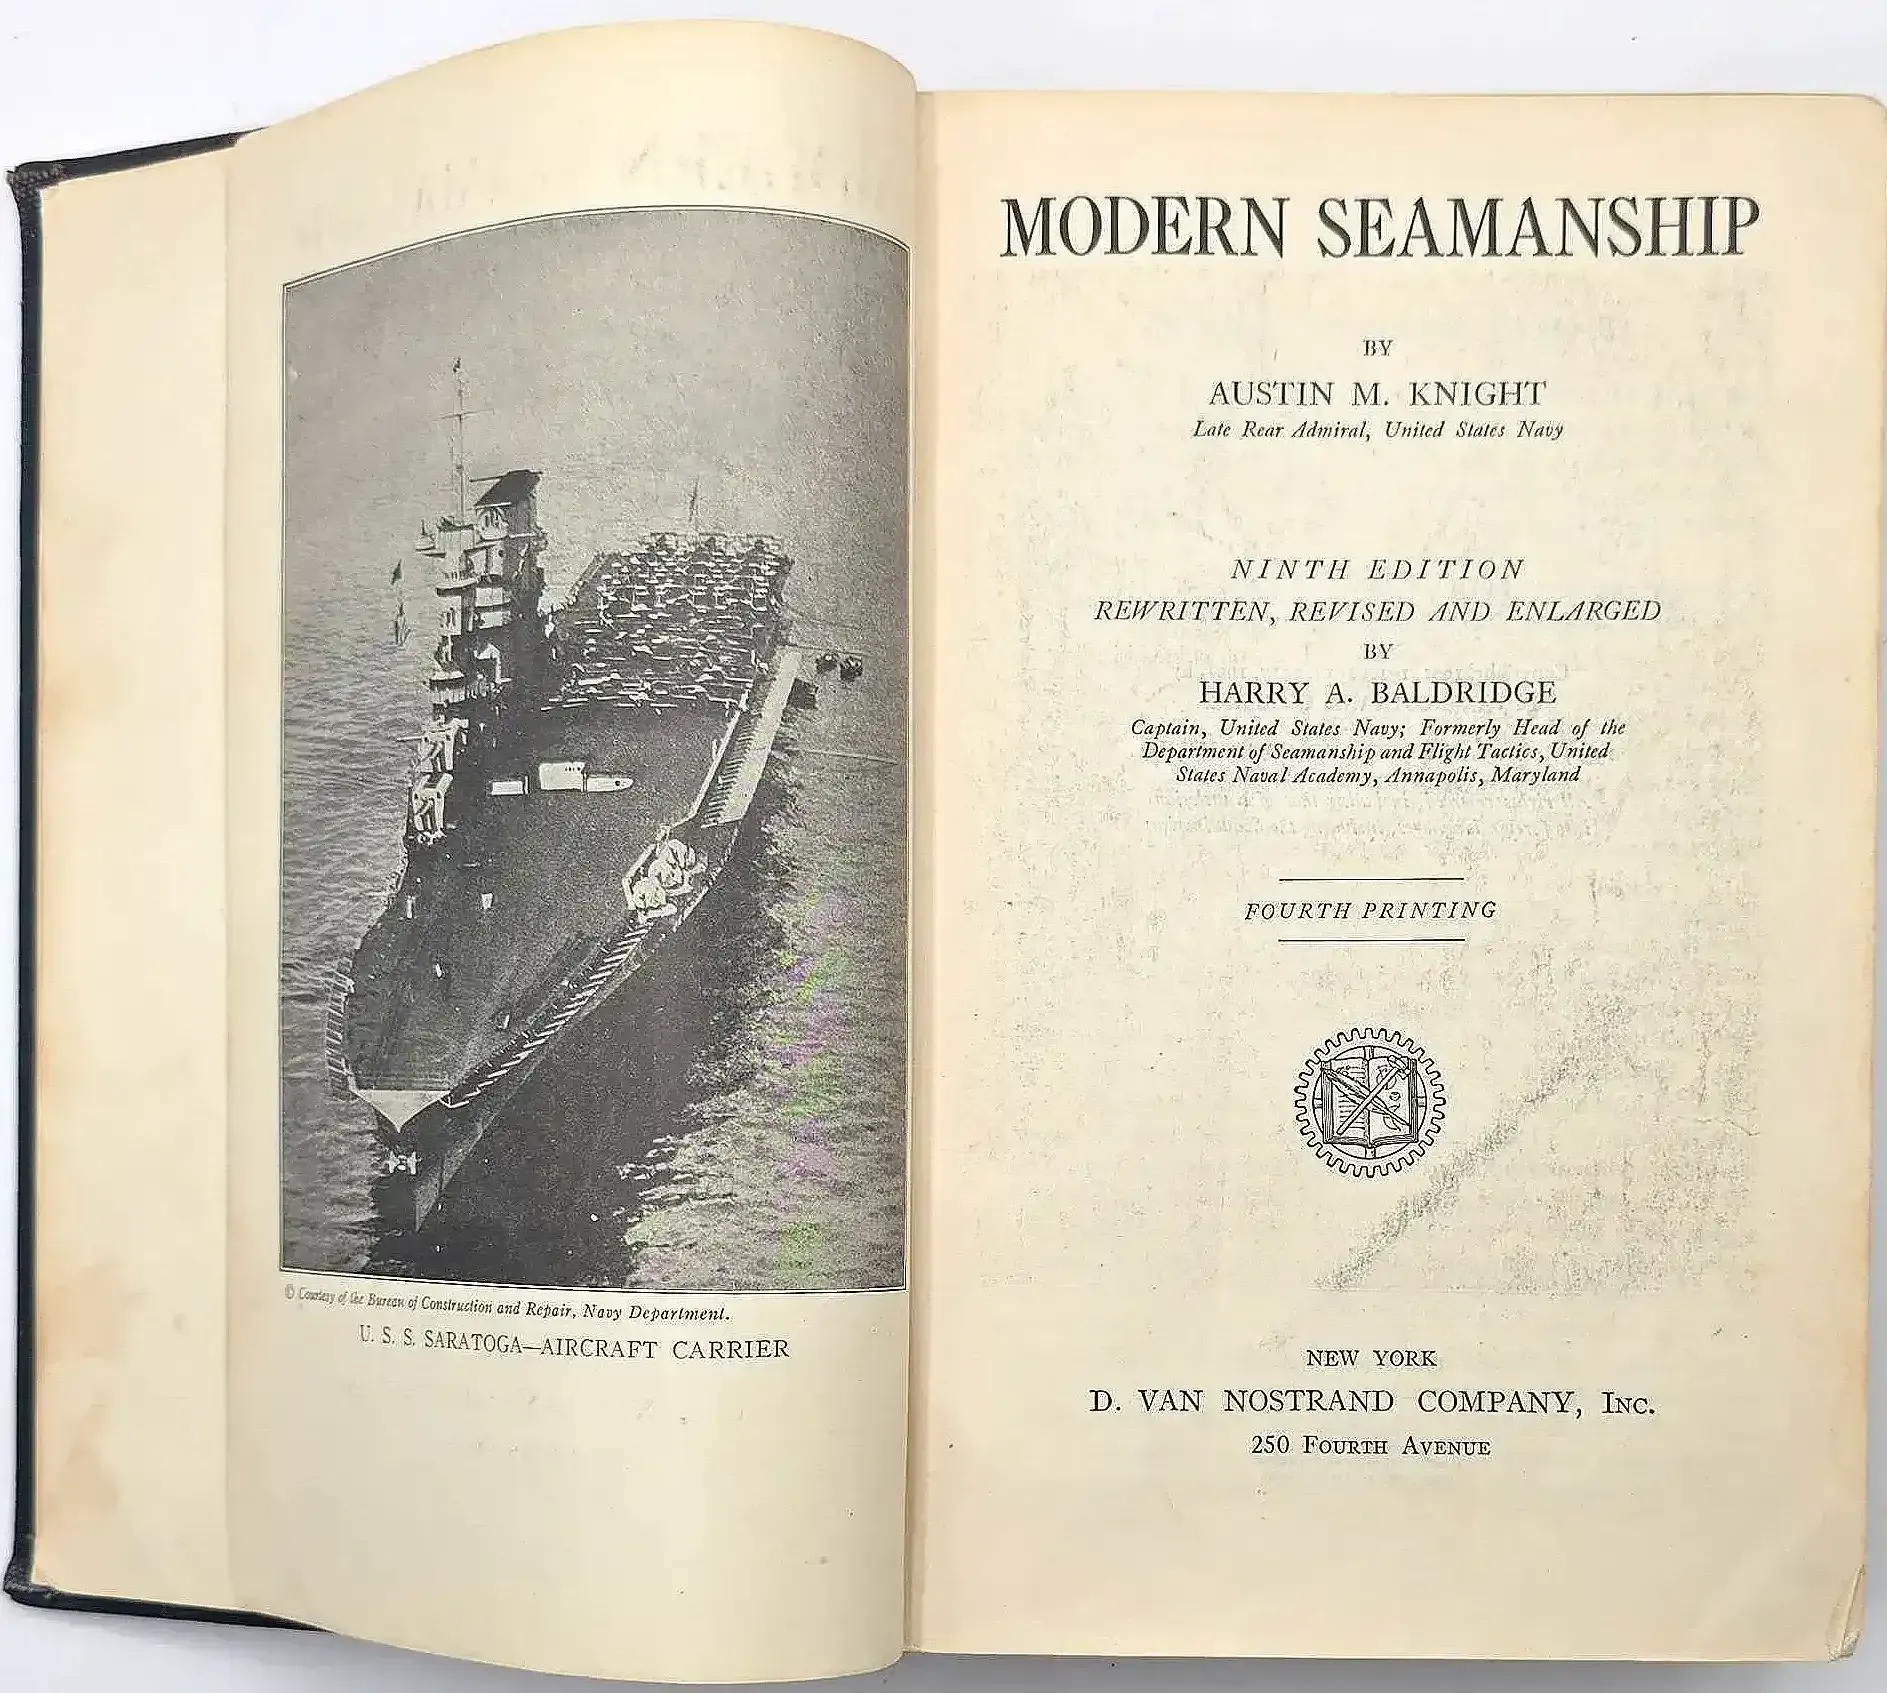 © Courtesy of the Bureau of Construction and Repair, Navy Department.
U. S. S. SARATOGA—AIRCRAFT CARRIER
MODERN SEAMANSHIP
BY
AUSTIN M. KNIGHT
Late Rear Admiral, United States Navy
NINTH EDITION
REWRITTEN, REVISED AND ENLARGED
BY
HARRY A. BALDRIDGE
Captain, United States Navy; Formerly Head of the
Department of Seamanship and Flight Tactics, United
States Naval Academy, Annapolis, Maryland
FOURTH PRINTING
NEW YORK
D. VAN NOSTRAND COMPANY, INC.
250 FOURTH AVENUE